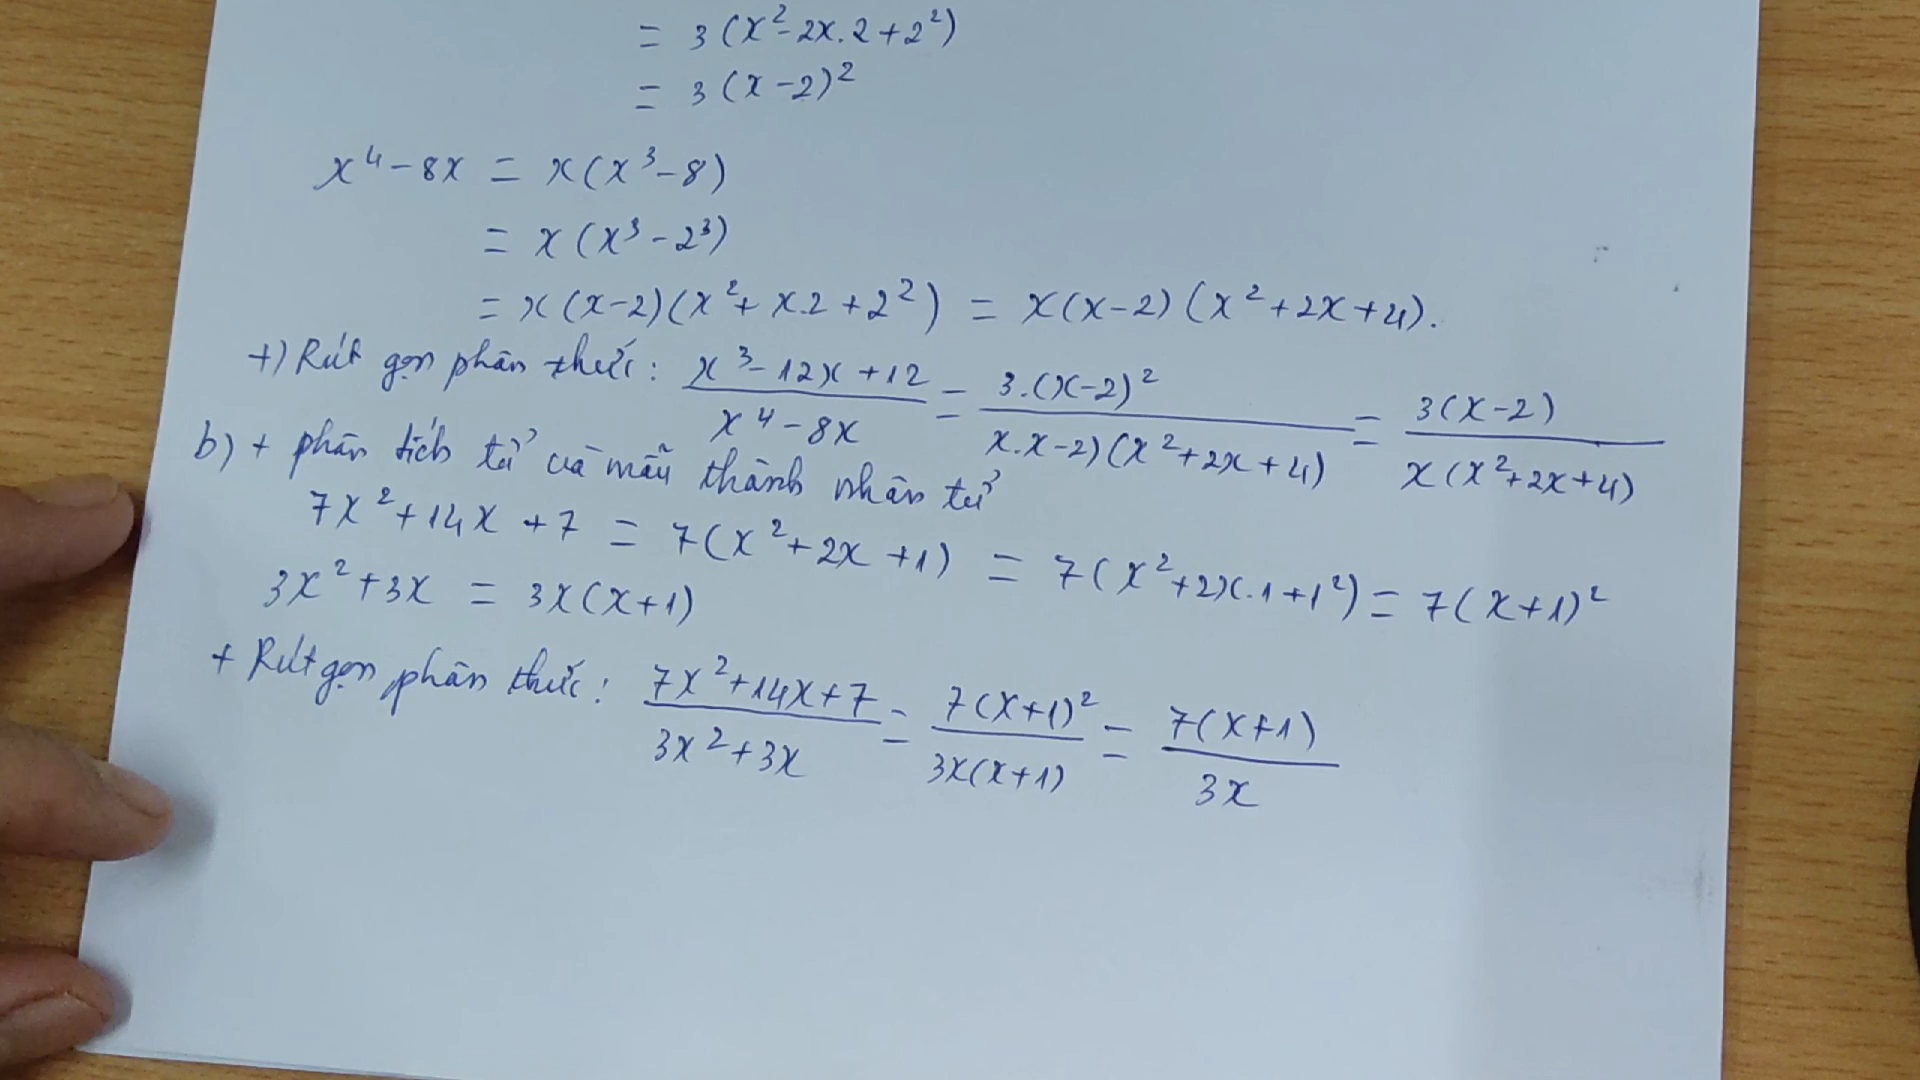 = 3(x²-2x.2+2²)
= 3(x-2)²
x⁴-8x = x(x³-8)
= x(x³-2³)
= x(x-2)(x²+x.2+2²) = x(x-2)(x²+2x+4).
+) Rút gọn phân thức: (x³-12x+12)/(x⁴-8x) = 3.(x-2)²/x.x-2)(x²+2x+4) = 3(x-2)/x(x²+2x+4)
b) + phân tích tử và mẫu thành nhân tử
7x²+14x+7 = 7(x²+2x+1) = 7(x²+2x.1+1²) = 7(x+1)²
3x²+3x = 3x(x+1)
+ Rút gọn phân thức: (7x²+14x+7)/(3x²+3x) = 7(x+1)²/3x(x+1) = 7(x+1)/3x